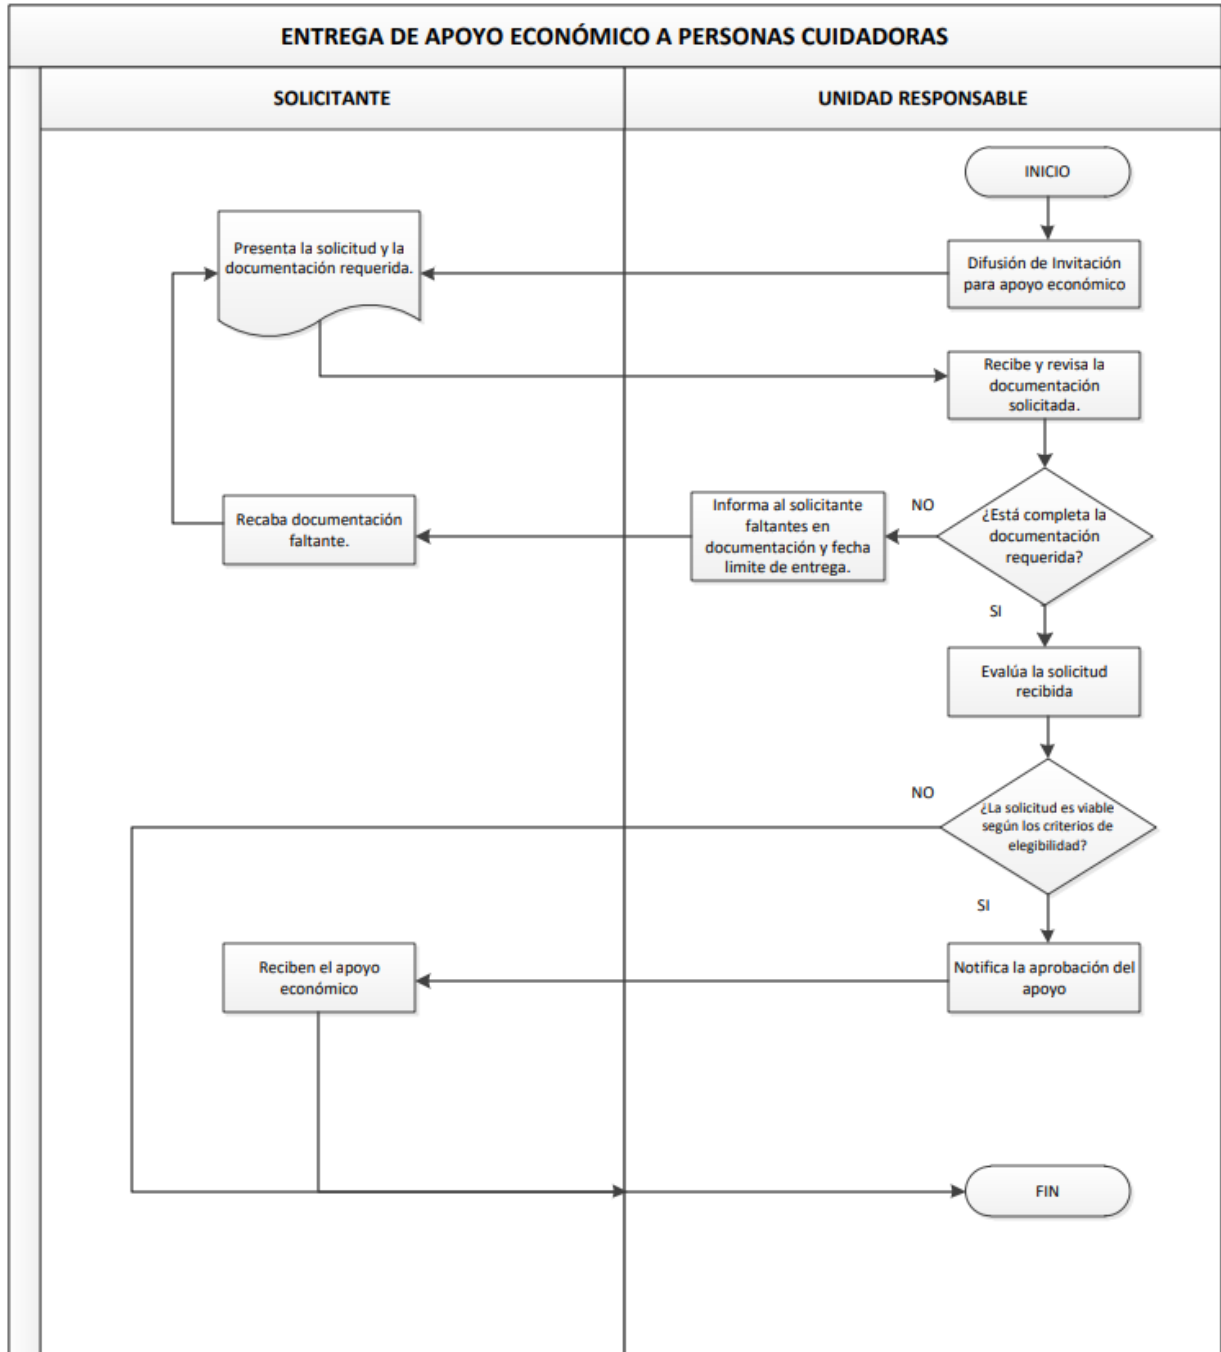 ENTREGA DE APOYO ECONÓMICO A PERSONAS CUIDADORAS
SOLICITANTE
UNIDAD RESPONSABLE
INICIO
Difusión de Invitación
para apoyo económico
Presenta la solicitud y la
documentación requerida.
Recibe y revisa la
documentación
solicitada.
¿Está completa la
documentación
requerida?
NO
Informa al solicitante
faltantes en
documentación y fecha
limite de entrega.
Recaba documentación
faltante.
SI
Evalúa la solicitud
recibida
¿La solicitud es viable
según los criterios de
elegibilidad?
NO
SI
Notifica la aprobación del
apoyo
Reciben el apoyo
económico
FIN